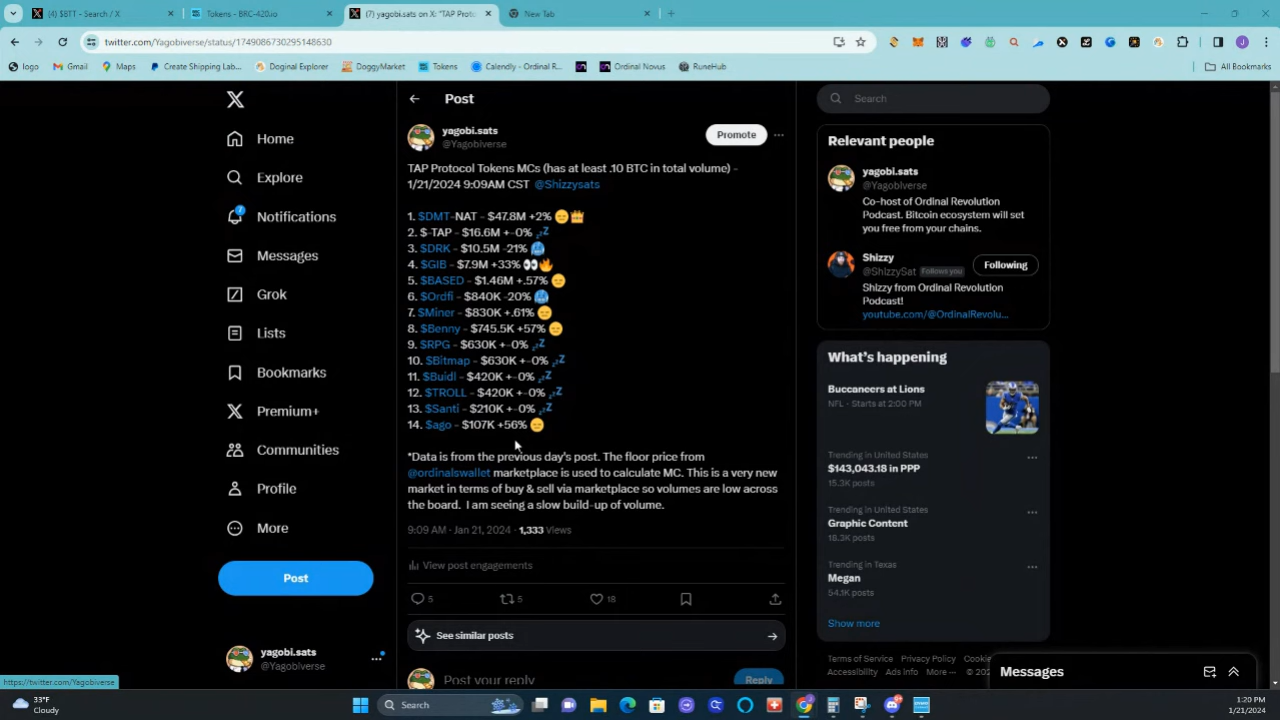 (4) $BTT - Search / X
Tokens - BRC-420.io
(7) yagobi.sats on X: "TAP Proto
New Tab
twitter.com/Yagobiverse/status/1749086730295148630
logo
Gmail
Maps
Create Shipping Lab...
Doginal Explorer
DoggyMarket
Tokens
Calendly - Ordinal R...
Ordinal Novus
RuneHub
All Bookmarks
Home
Explore
Notifications
Messages
Grok
Lists
Bookmarks
Premium+
Communities
Profile
More
Post
yagobi.sats
@Yagobiverse
Post
yagobi.sats
@Yagobiverse
Promote
TAP Protocol Tokens MCs (has at least .10 BTC in total volume) -
1/21/2024 9:09AM CST @Shizzysats
1. $DMT-NAT - $47.8M +2% 😑👑
2. $-TAP - $16.6M +-0% 💤
3. $DRK - $10.5M -21% 🥶
4. $GIB - $7.9M +33% 👀🔥
5. $BASED - $1.46M +.57% 😑
6. $Ordfi - $840K -20% 🥶
7. $Miner - $830K +.61% 😑
8. $Benny - $745.5K +57% 😑
9. $RPG - $630K +-0% 💤
10. $Bitmap - $630K +-0% 💤
11. $Buidl - $420K +-0% 💤
12. $TROLL - $420K +-0% 💤
13. $Santi - $210K +-0% 💤
14. $ago - $107K +56% 😑
*Data is from the previous day's post. The floor price from
@ordinalswallet marketplace is used to calculate MC. This is a very new
market in terms of buy & sell via marketplace so volumes are low across
the board. I am seeing a slow build-up of volume.
9:09 AM · Jan 21, 2024 · 1,333 Views
View post engagements
5
5
18
See similar posts
Post your reply
Reply
Search
Relevant people
yagobi.sats
@Yagobiverse
Co-host of Ordinal Revolution
Podcast. Bitcoin ecosystem will set
you free from your chains.
Shizzy
@ShizzySat Follows you
Following
Shizzy from Ordinal Revolution
Podcast!
youtube.com/@OrdinalRevolu...
What's happening
Buccaneers at Lions
NFL · Starts at 2:00 PM
Trending in United States
$143,043.18 in PPP
15.3K posts
Trending in United States
Graphic Content
18.3K posts
Trending in Texas
Megan
54.1K posts
Show more
Terms of Service Privacy Policy Cookie
Accessibility Ads info More ··· © 202
Messages
https://twitter.com/Yagobiverse
33°F
Cloudy
Search
1:20 PM
1/21/2024